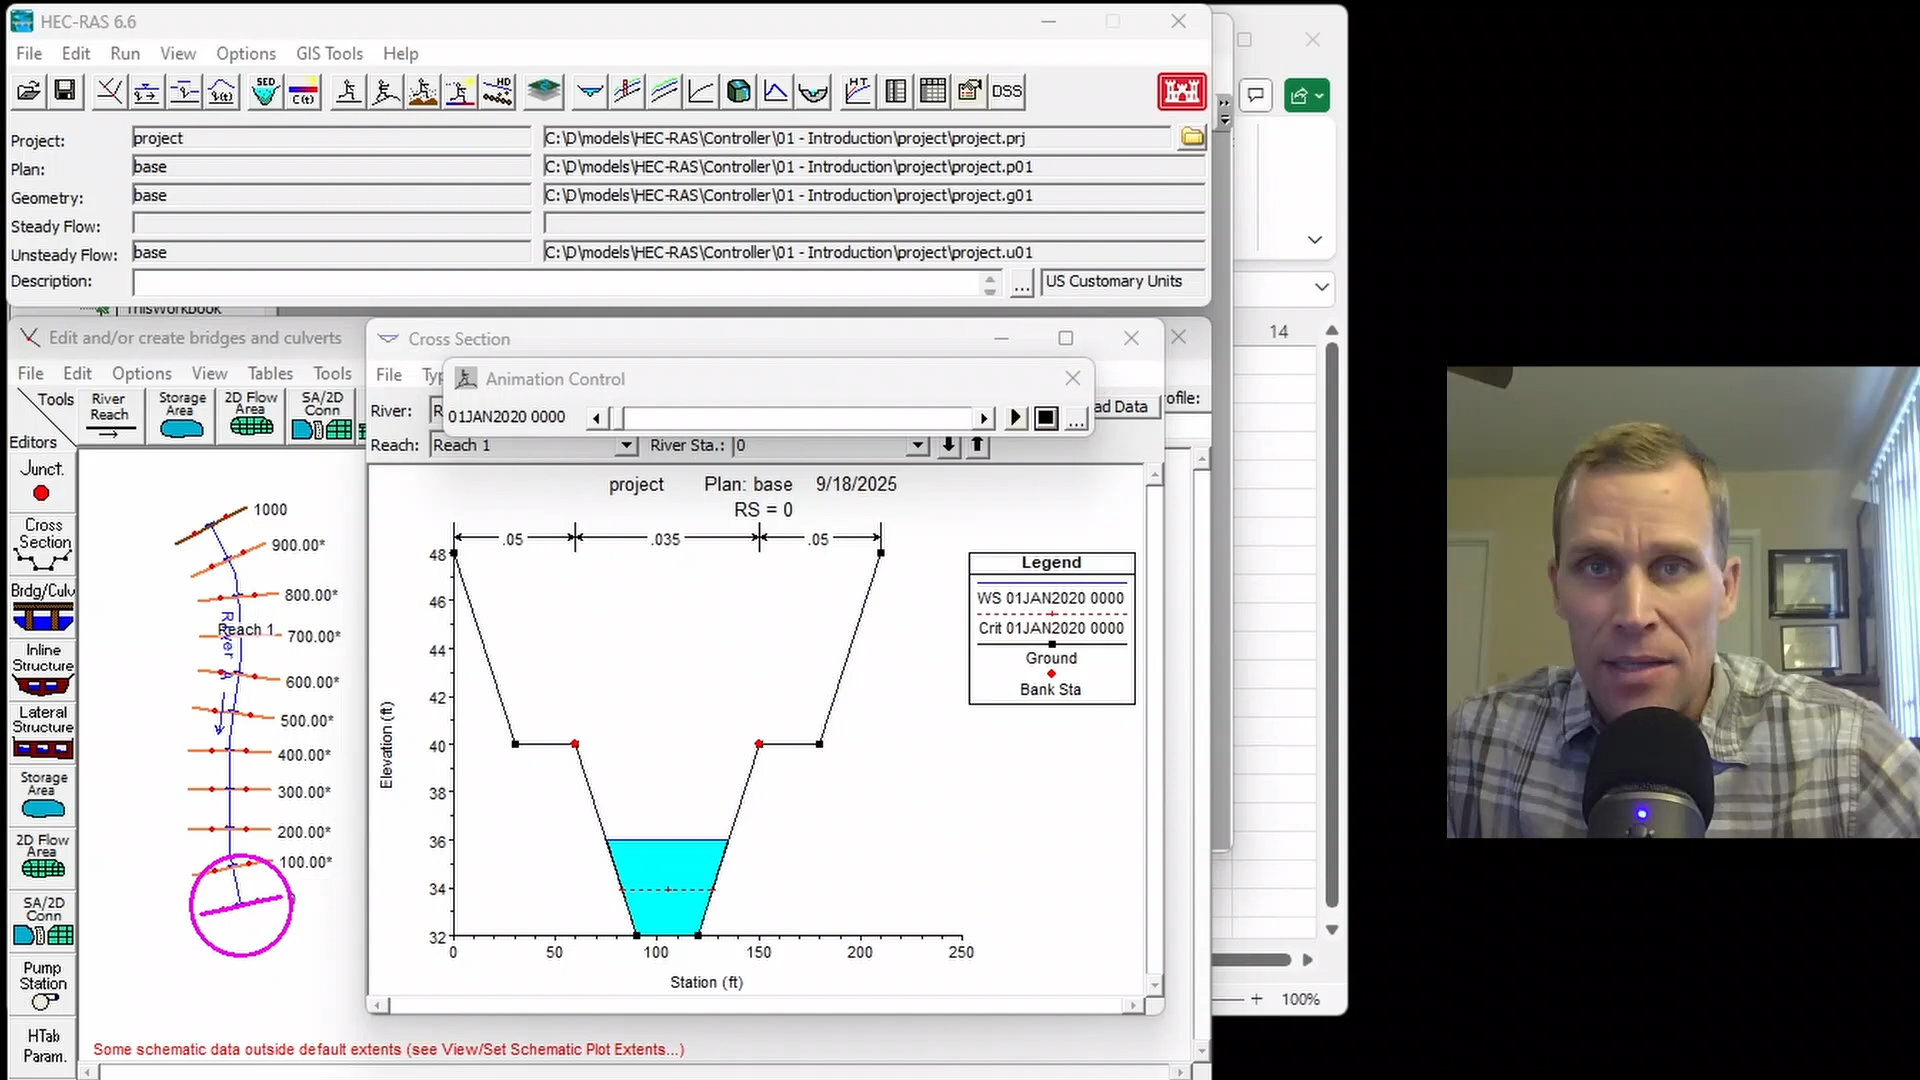 HEC-RAS 6.6
File Edit Run View Options GIS Tools Help
SED C(t) HD HT DSS
Project: project C:\D\models\HEC-RAS\Controller\01 - Introduction\project\project.prj
Plan: base C:\D\models\HEC-RAS\Controller\01 - Introduction\project\project.p01
Geometry: base C:\D\models\HEC-RAS\Controller\01 - Introduction\project\project.g01
Steady Flow:
Unsteady Flow: base C:\D\models\HEC-RAS\Controller\01 - Introduction\project\project.u01
Description: ... US Customary Units
ThisWorkbook
14
Edit and/or create bridges and culverts
File Edit Options View Tables Tools
Tools
Editors
River
Reach
Storage
Area
2D Flow
Area
SA/2D
Conn
Junct.
Cross
Section
Brdg/Culv
Inline
Structure
Lateral
Structure
Storage
Area
2D Flow
Area
SA/2D
Conn
Pump
Station
HTab
Param.
1000
900.00*
800.00*
700.00*
600.00*
500.00*
400.00*
300.00*
200.00*
100.00*
Reach 1
River A
Some schematic data outside default extents (see View/Set Schematic Plot Extents...)
Cross Section
File
Animation Control
01JAN2020 0000
...
River:
ad Data
ofile:
Reach: Reach 1 River Sta.: 0
project Plan: base 9/18/2025
RS = 0
.05 .035 .05
48
46
44
42
40
38
36
34
32
0 50 100 150 200 250
Elevation (ft)
Station (ft)
Legend
WS 01JAN2020 0000
Crit 01JAN2020 0000
Ground
Bank Sta
100%